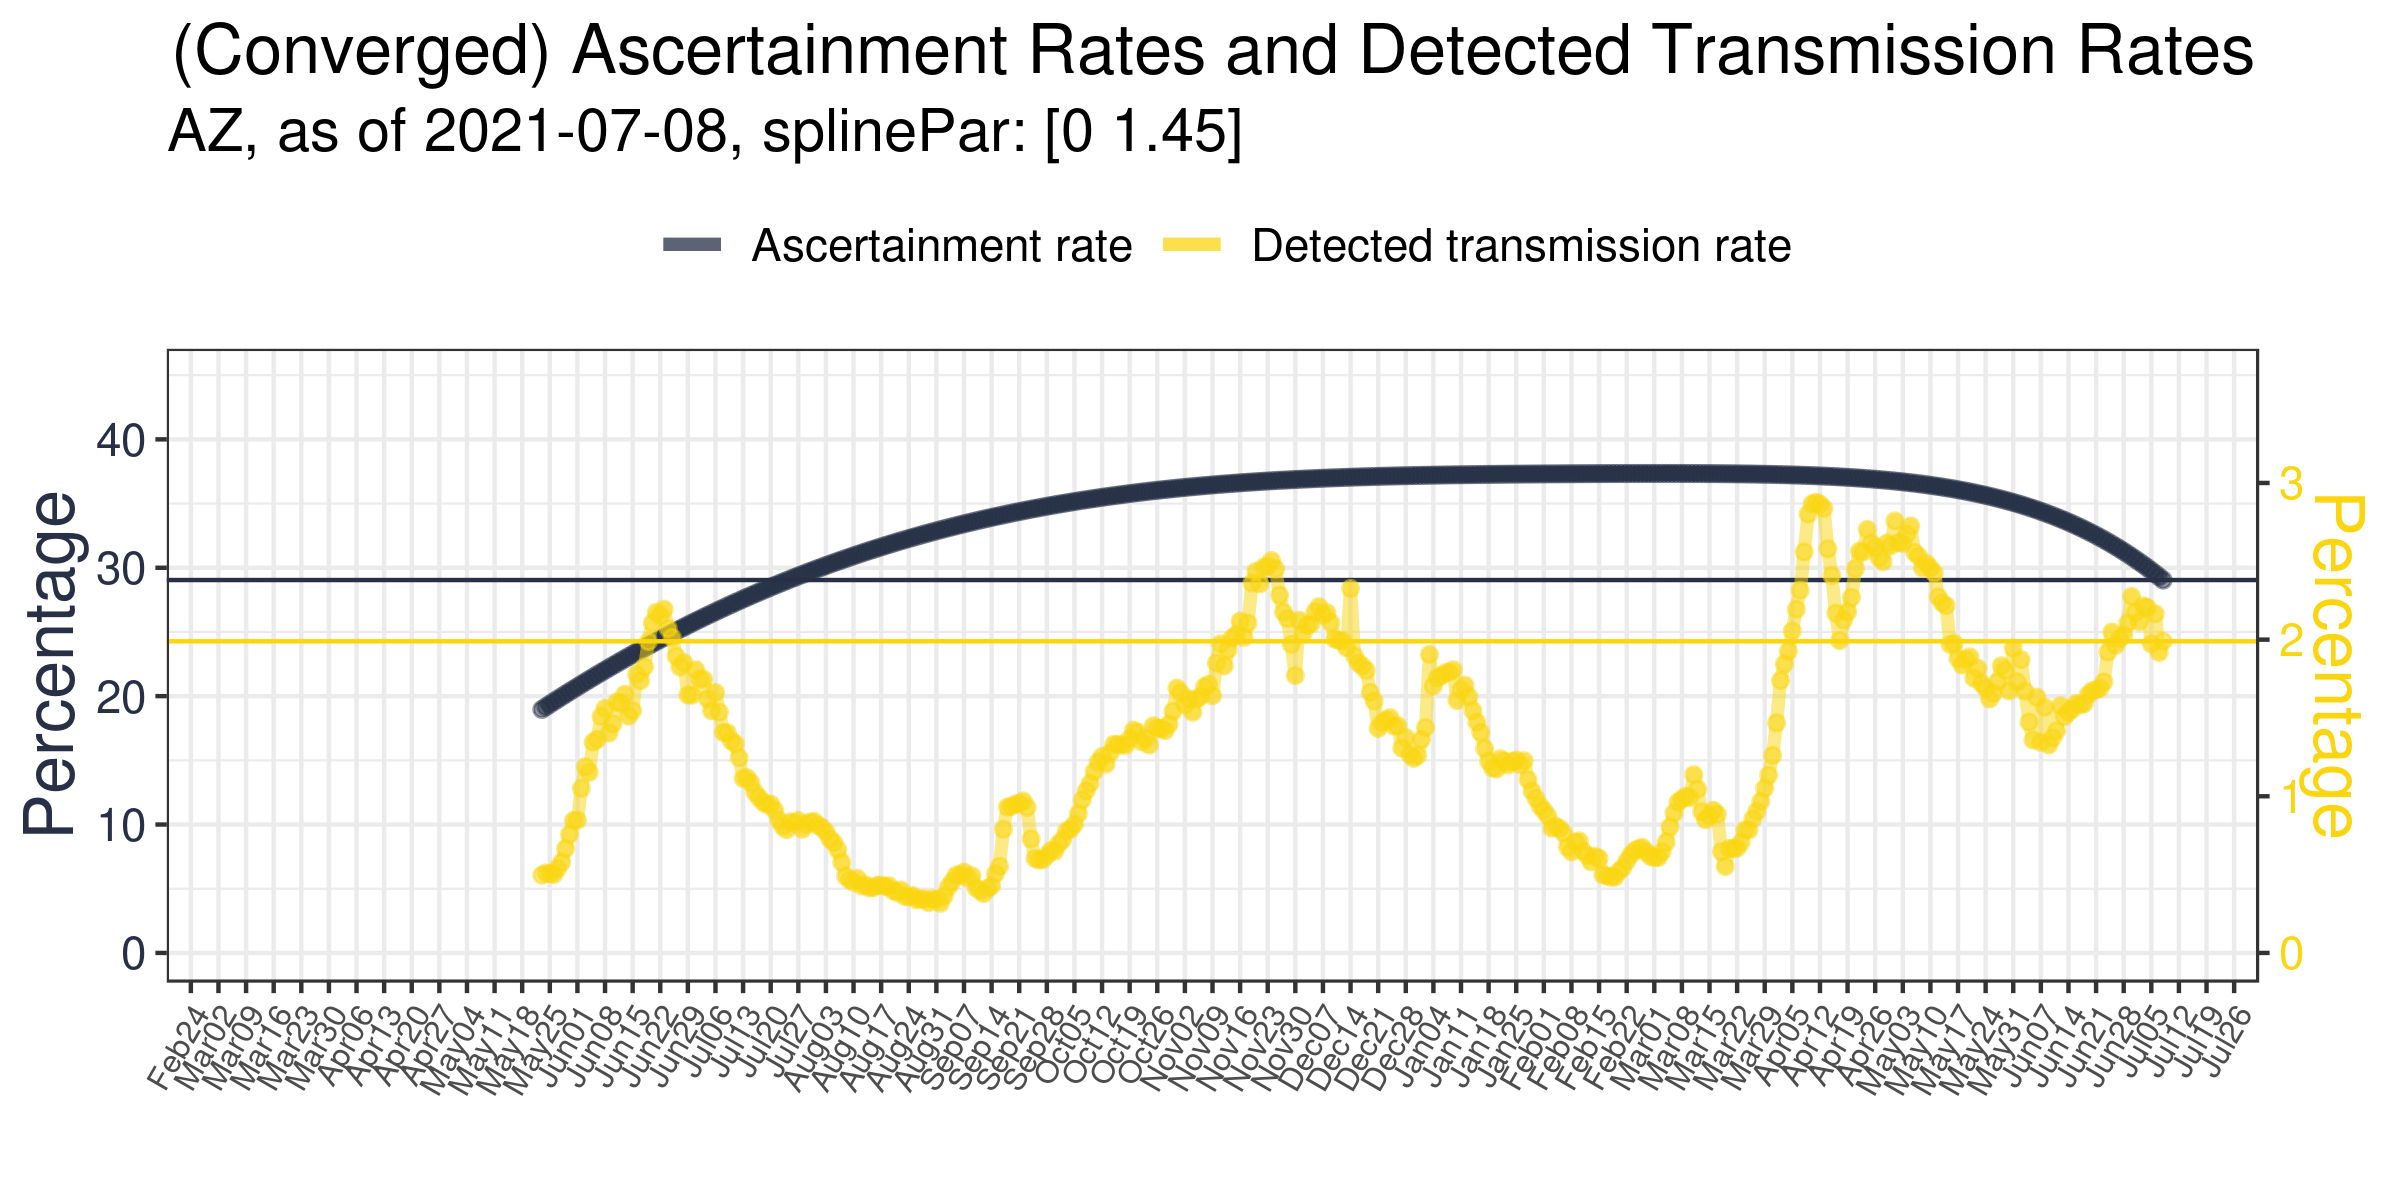 (Converged) Ascertainment Rates and Detected Transmission Rates
AZ, as of 2021-07-08, splinePar: [0 1.45]
Ascertainment rate Detected transmission rate
Percentage
40
30
20
10
0
3
2
1
0
Percentage
Feb24 Mar02 Mar09 Mar16 Mar23 Mar30 Apr06 Apr13 Apr20 Apr27 May04 May11 May18 May25 Jun01 Jun08 Jun15 Jun22 Jun29 Jul06 Jul13 Jul20 Jul27 Aug03 Aug10 Aug17 Aug24 Aug31 Sep07 Sep14 Sep21 Sep28 Oct05 Oct12 Oct19 Oct26 Nov02 Nov09 Nov16 Nov23 Nov30 Dec07 Dec14 Dec21 Dec28 Jan04 Jan11 Jan18 Jan25 Feb01 Feb08 Feb15 Feb22 Mar01 Mar08 Mar15 Mar22 Mar29 Apr05 Apr12 Apr19 Apr26 May03 May10 May17 May24 May31 Jun07 Jun14 Jun21 Jun28 Jul05 Jul12 Jul19 Jul26